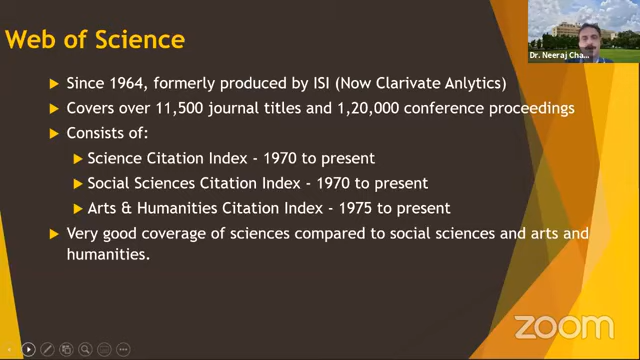 Web of Science
Dr. Neeraj Cha...
Since 1964, formerly produced by ISI (Now Clarivate Anlytics)
Covers over 11,500 journal titles and 1,20,000 conference proceedings
Consists of:
Science Citation Index - 1970 to present
Social Sciences Citation Index - 1970 to present
Arts & Humanities Citation Index - 1975 to present
Very good coverage of sciences compared to social sciences and arts and
humanities.
zoom